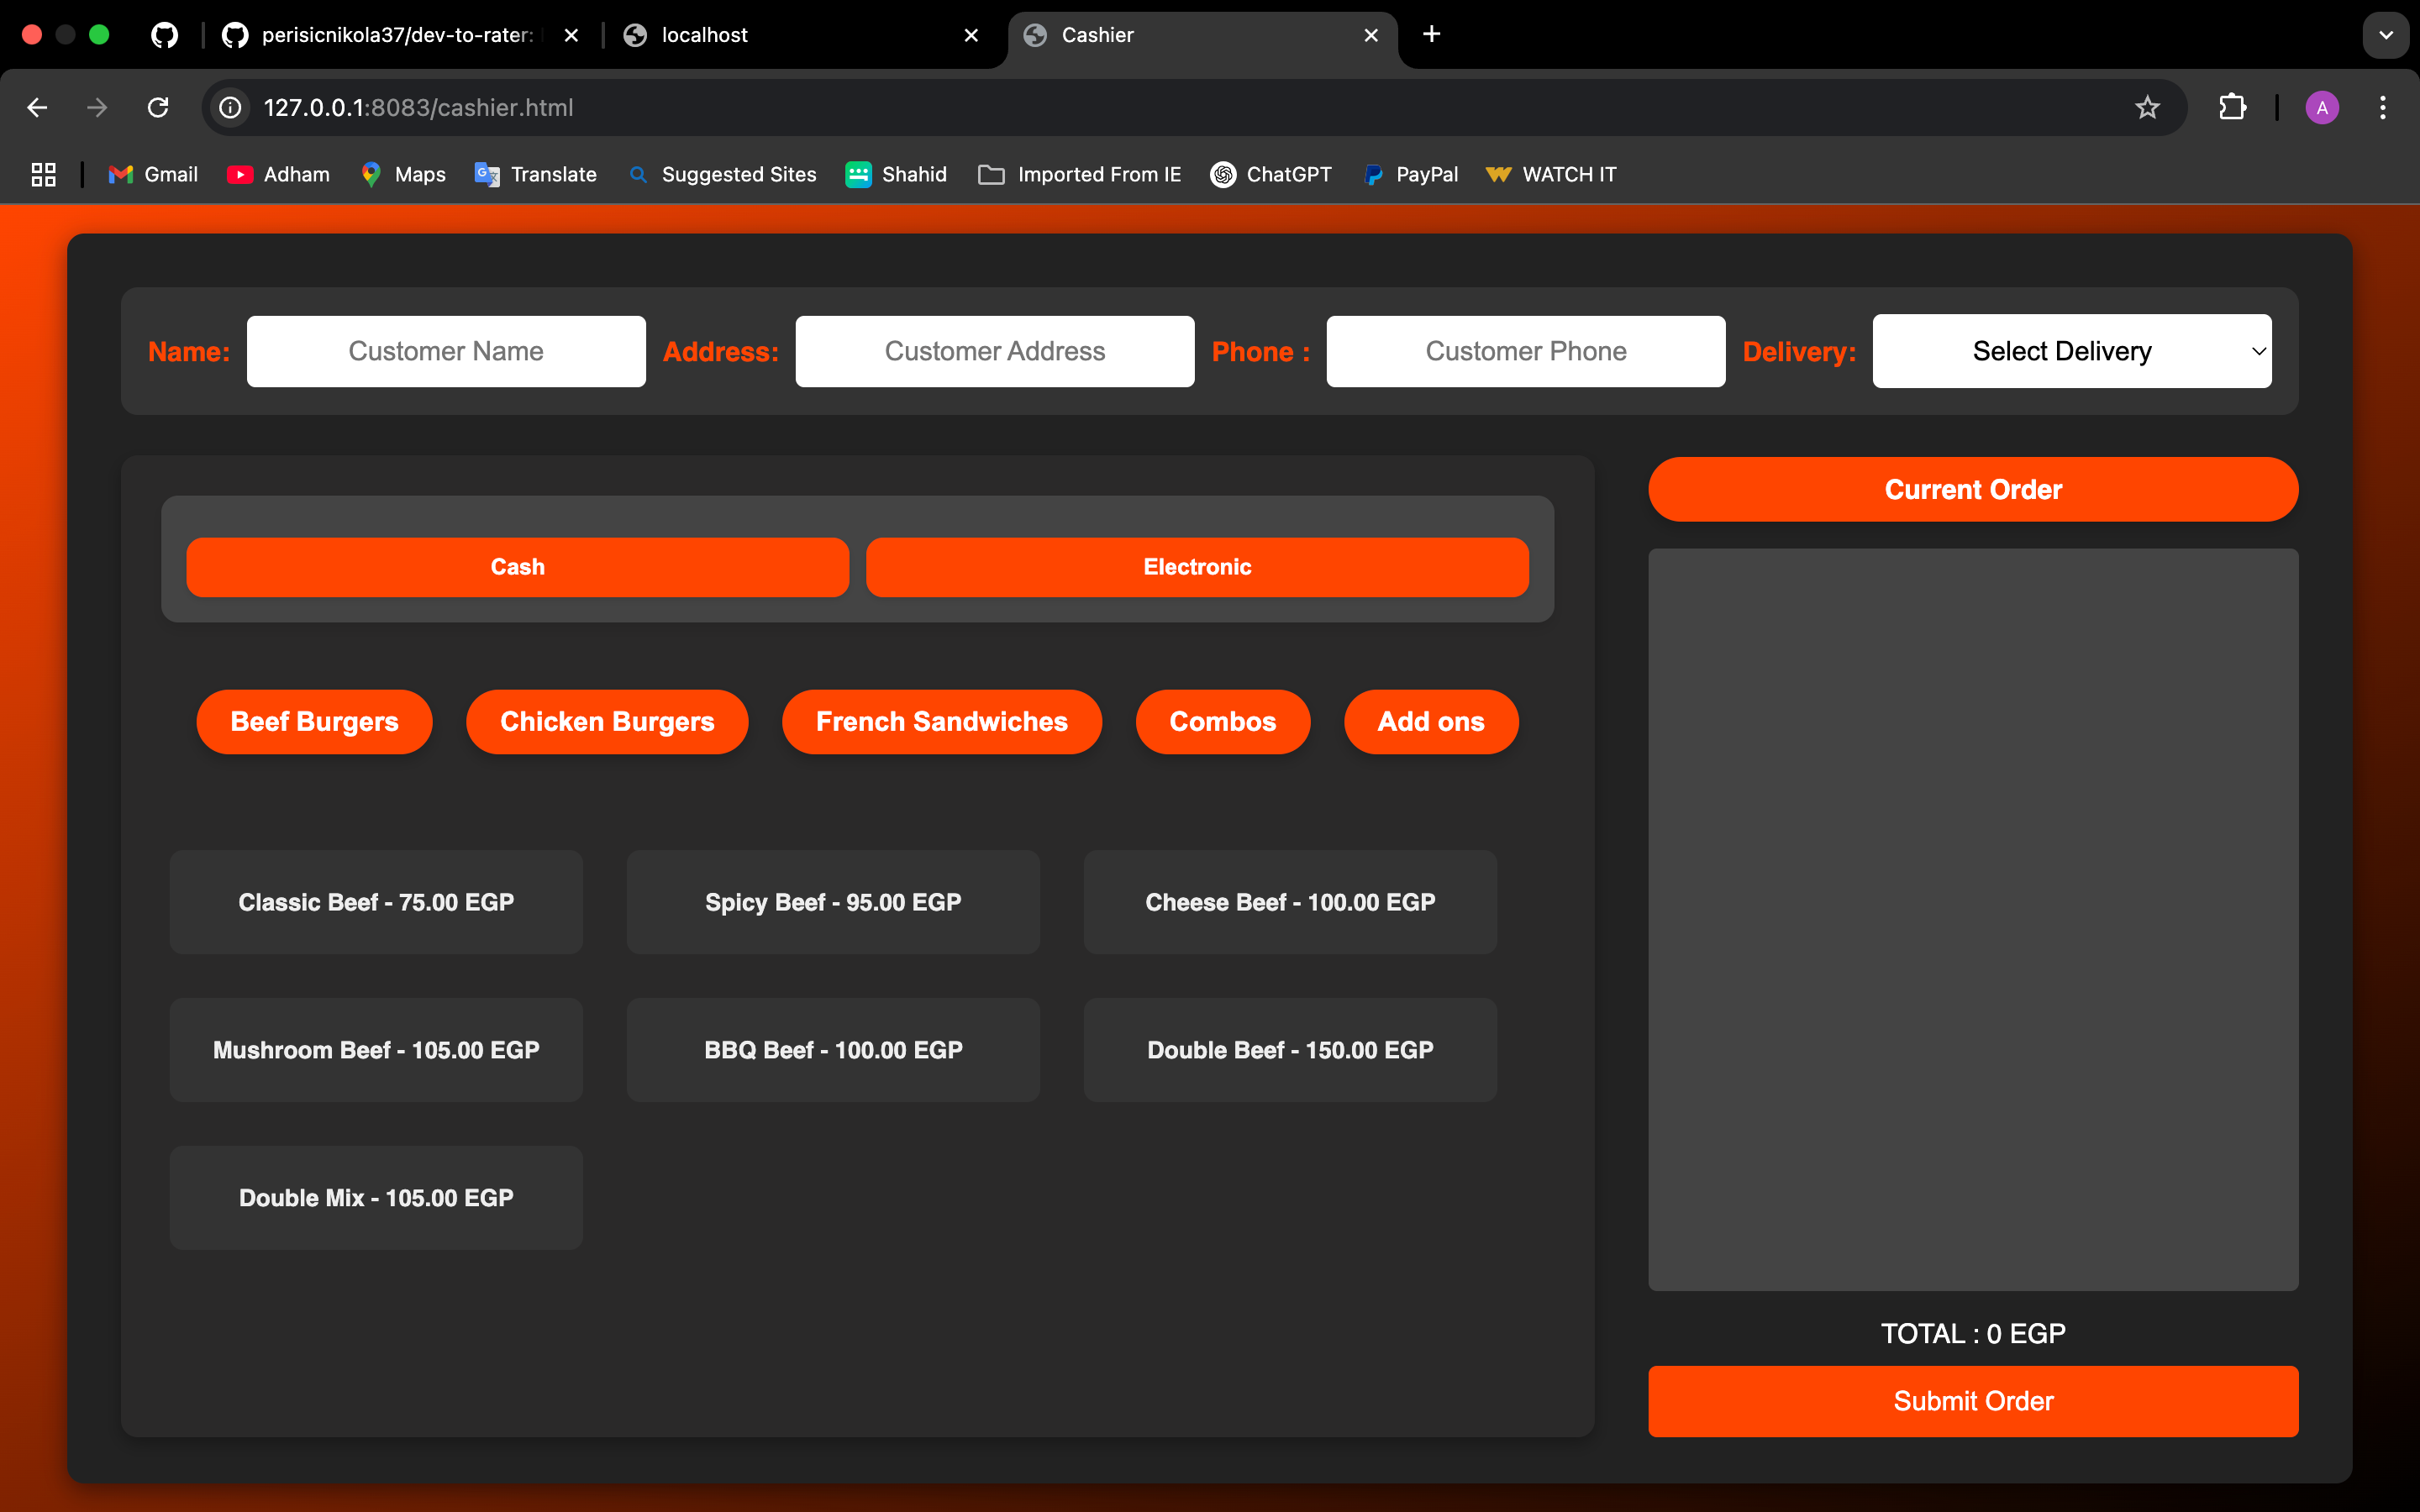 perisicnikola37/dev-to-rater:
localhost
Cashier
127.0.0.1:8083/cashier.html
A
Gmail
Adham
Maps
Translate
Suggested Sites
Shahid
Imported From IE
ChatGPT
PayPal
WATCH IT
Name:
Customer Name
Address:
Customer Address
Phone :
Customer Phone
Delivery:
Select Delivery
Cash
Electronic
Current Order
Beef Burgers
Chicken Burgers
French Sandwiches
Combos
Add ons
Classic Beef - 75.00 EGP
Spicy Beef - 95.00 EGP
Cheese Beef - 100.00 EGP
Mushroom Beef - 105.00 EGP
BBQ Beef - 100.00 EGP
Double Beef - 150.00 EGP
Double Mix - 105.00 EGP
TOTAL : 0 EGP
Submit Order